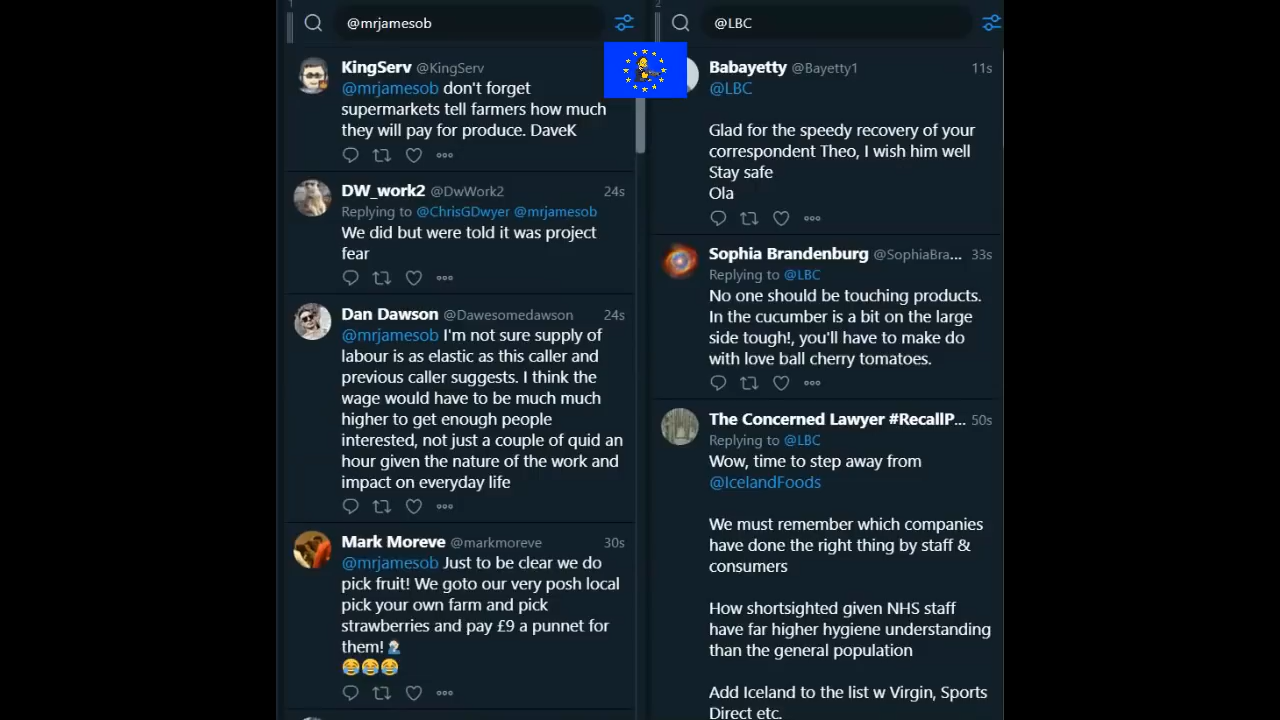 1
@mrjamesob
KingServ @KingServ
@mrjamesob don't forget
supermarkets tell farmers how much
they will pay for produce. DaveK
DW_work2 @DwWork2 24s
Replying to @ChrisGDwyer @mrjamesob
We did but were told it was project
fear
Dan Dawson @Dawesomedawson 24s
@mrjamesob I'm not sure supply of
labour is as elastic as this caller and
previous caller suggests. I think the
wage would have to be much much
higher to get enough people
interested, not just a couple of quid an
hour given the nature of the work and
impact on everyday life
Mark Moreve @markmoreve 30s
@mrjamesob Just to be clear we do
pick fruit! We goto our very posh local
pick your own farm and pick
strawberries and pay £9 a punnet for
them! 🤦
😂😂😂
2
@LBC
Babayetty @Bayetty1 11s
@LBC
Glad for the speedy recovery of your
correspondent Theo, I wish him well
Stay safe
Ola
Sophia Brandenburg @SophiaBra... 33s
Replying to @LBC
No one should be touching products.
In the cucumber is a bit on the large
side tough!, you'll have to make do
with love ball cherry tomatoes.
The Concerned Lawyer #RecallP... 50s
Replying to @LBC
Wow, time to step away from
@IcelandFoods
We must remember which companies
have done the right thing by staff &
consumers
How shortsighted given NHS staff
have far higher hygiene understanding
than the general population
Add Iceland to the list w Virgin, Sports
Direct etc.